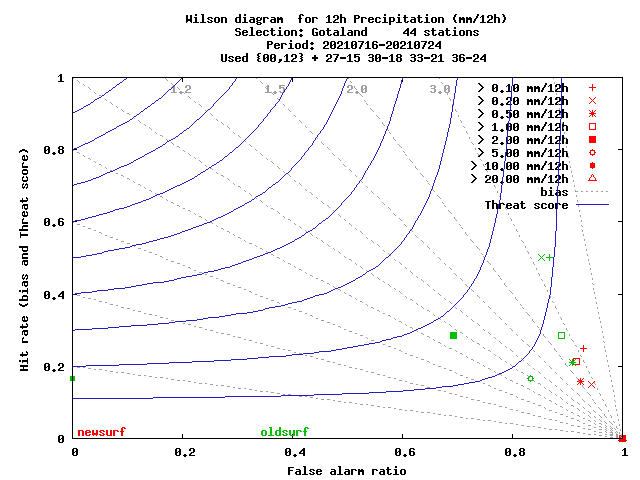 Wilson diagram  for 12h Precipitation (mm/12h)
Selection: Gotaland     44 stations
Period: 20210716-20210724
Used {00,12} + 27-15 30-18 33-21 36-24
1
0.8
0.6
0.4
0.2
0
1.2
1.5
2.0
3.0
> 0.10 mm/12h
> 0.20 mm/12h
> 0.50 mm/12h
> 1.00 mm/12h
> 2.00 mm/12h
> 5.00 mm/12h
> 10.00 mm/12h
> 20.00 mm/12h
bias
Threat score
Hit rate (bias and Threat score)
newsurf
oldsurf
0
0.2
0.4
0.6
0.8
1
False alarm ratio